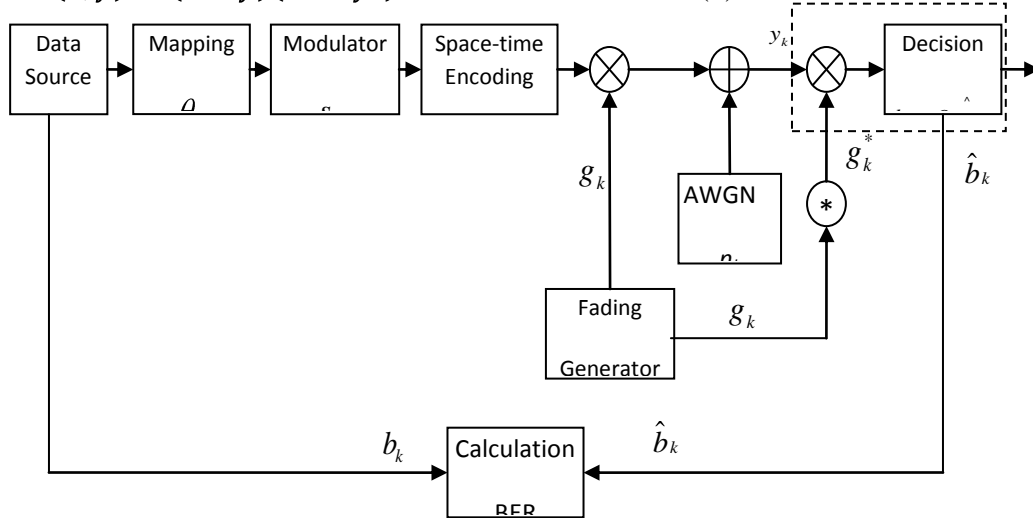 Data
Source
Mapping
θ
Modulator
s
Space-time
Encoding
y_k
Decision
g_k
AWGN
g_k^*
*
b̂_k
Fading
Generator
g_k
b_k
Calculation
BER
b̂_k